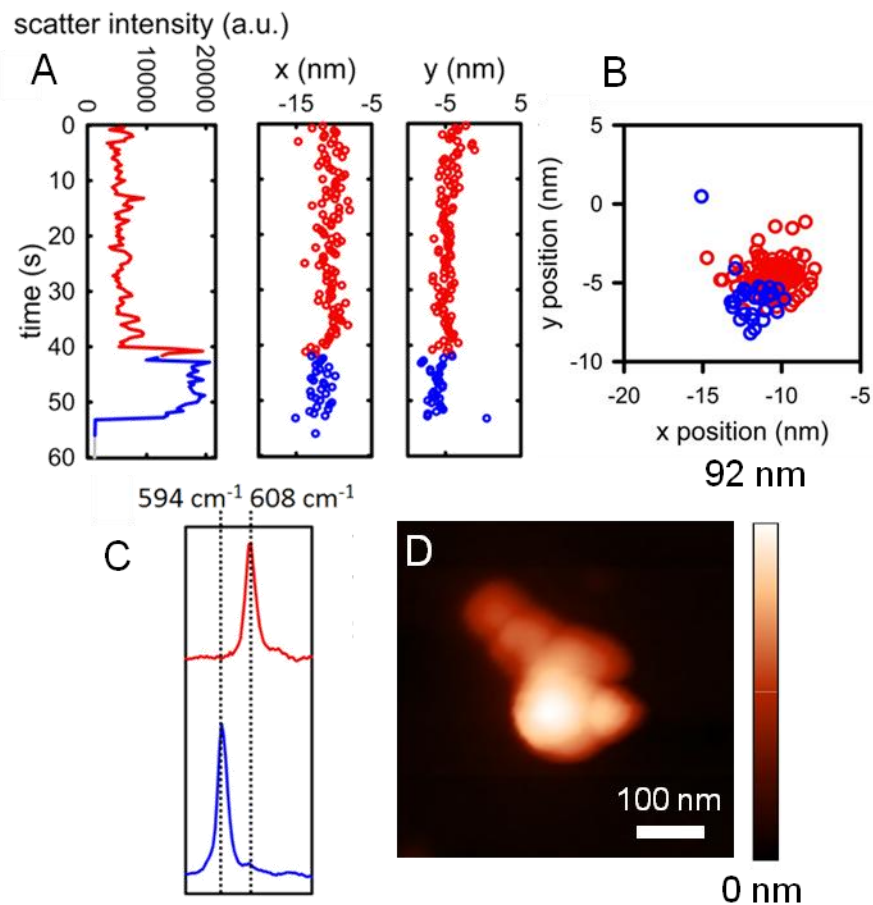 scatter intensity (a.u.)
A
0 10000 20000
x (nm)
-15 -5
y (nm)
-5 5
time (s)
0
10
20
30
40
50
60
B
y position (nm)
5
0
-5
-10
-20 -15 -10 -5
x position (nm)
92 nm
594 cm⁻¹ 608 cm⁻¹
C
D
100 nm
0 nm